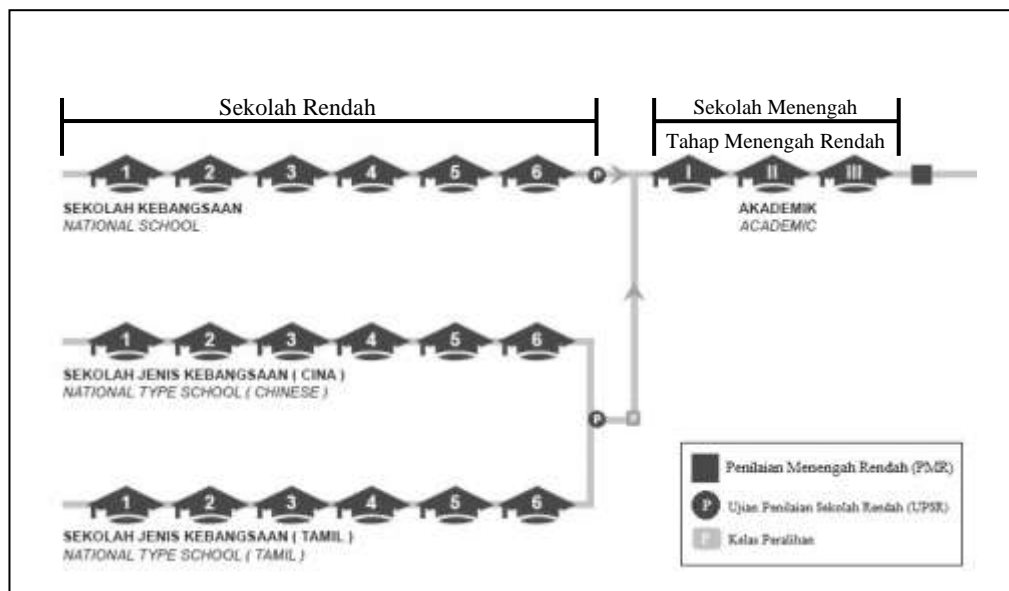 Sekolah Rendah
Sekolah Menengah
Tahap Menengah Rendah
1 2 3 4 5 6 P I II III
SEKOLAH KEBANGSAAN
NATIONAL SCHOOL
AKADEMIK
ACADEMIC
1 2 3 4 5 6
SEKOLAH JENIS KEBANGSAAN ( CINA )
NATIONAL TYPE SCHOOL ( CHINESE )
P P
1 2 3 4 5 6
SEKOLAH JENIS KEBANGSAAN ( TAMIL )
NATIONAL TYPE SCHOOL ( TAMIL )
Penilaian Menengah Rendah (PMR)
P Ujian Penilaian Sekolah Rendah (UPSR)
P Kelas Peralihan